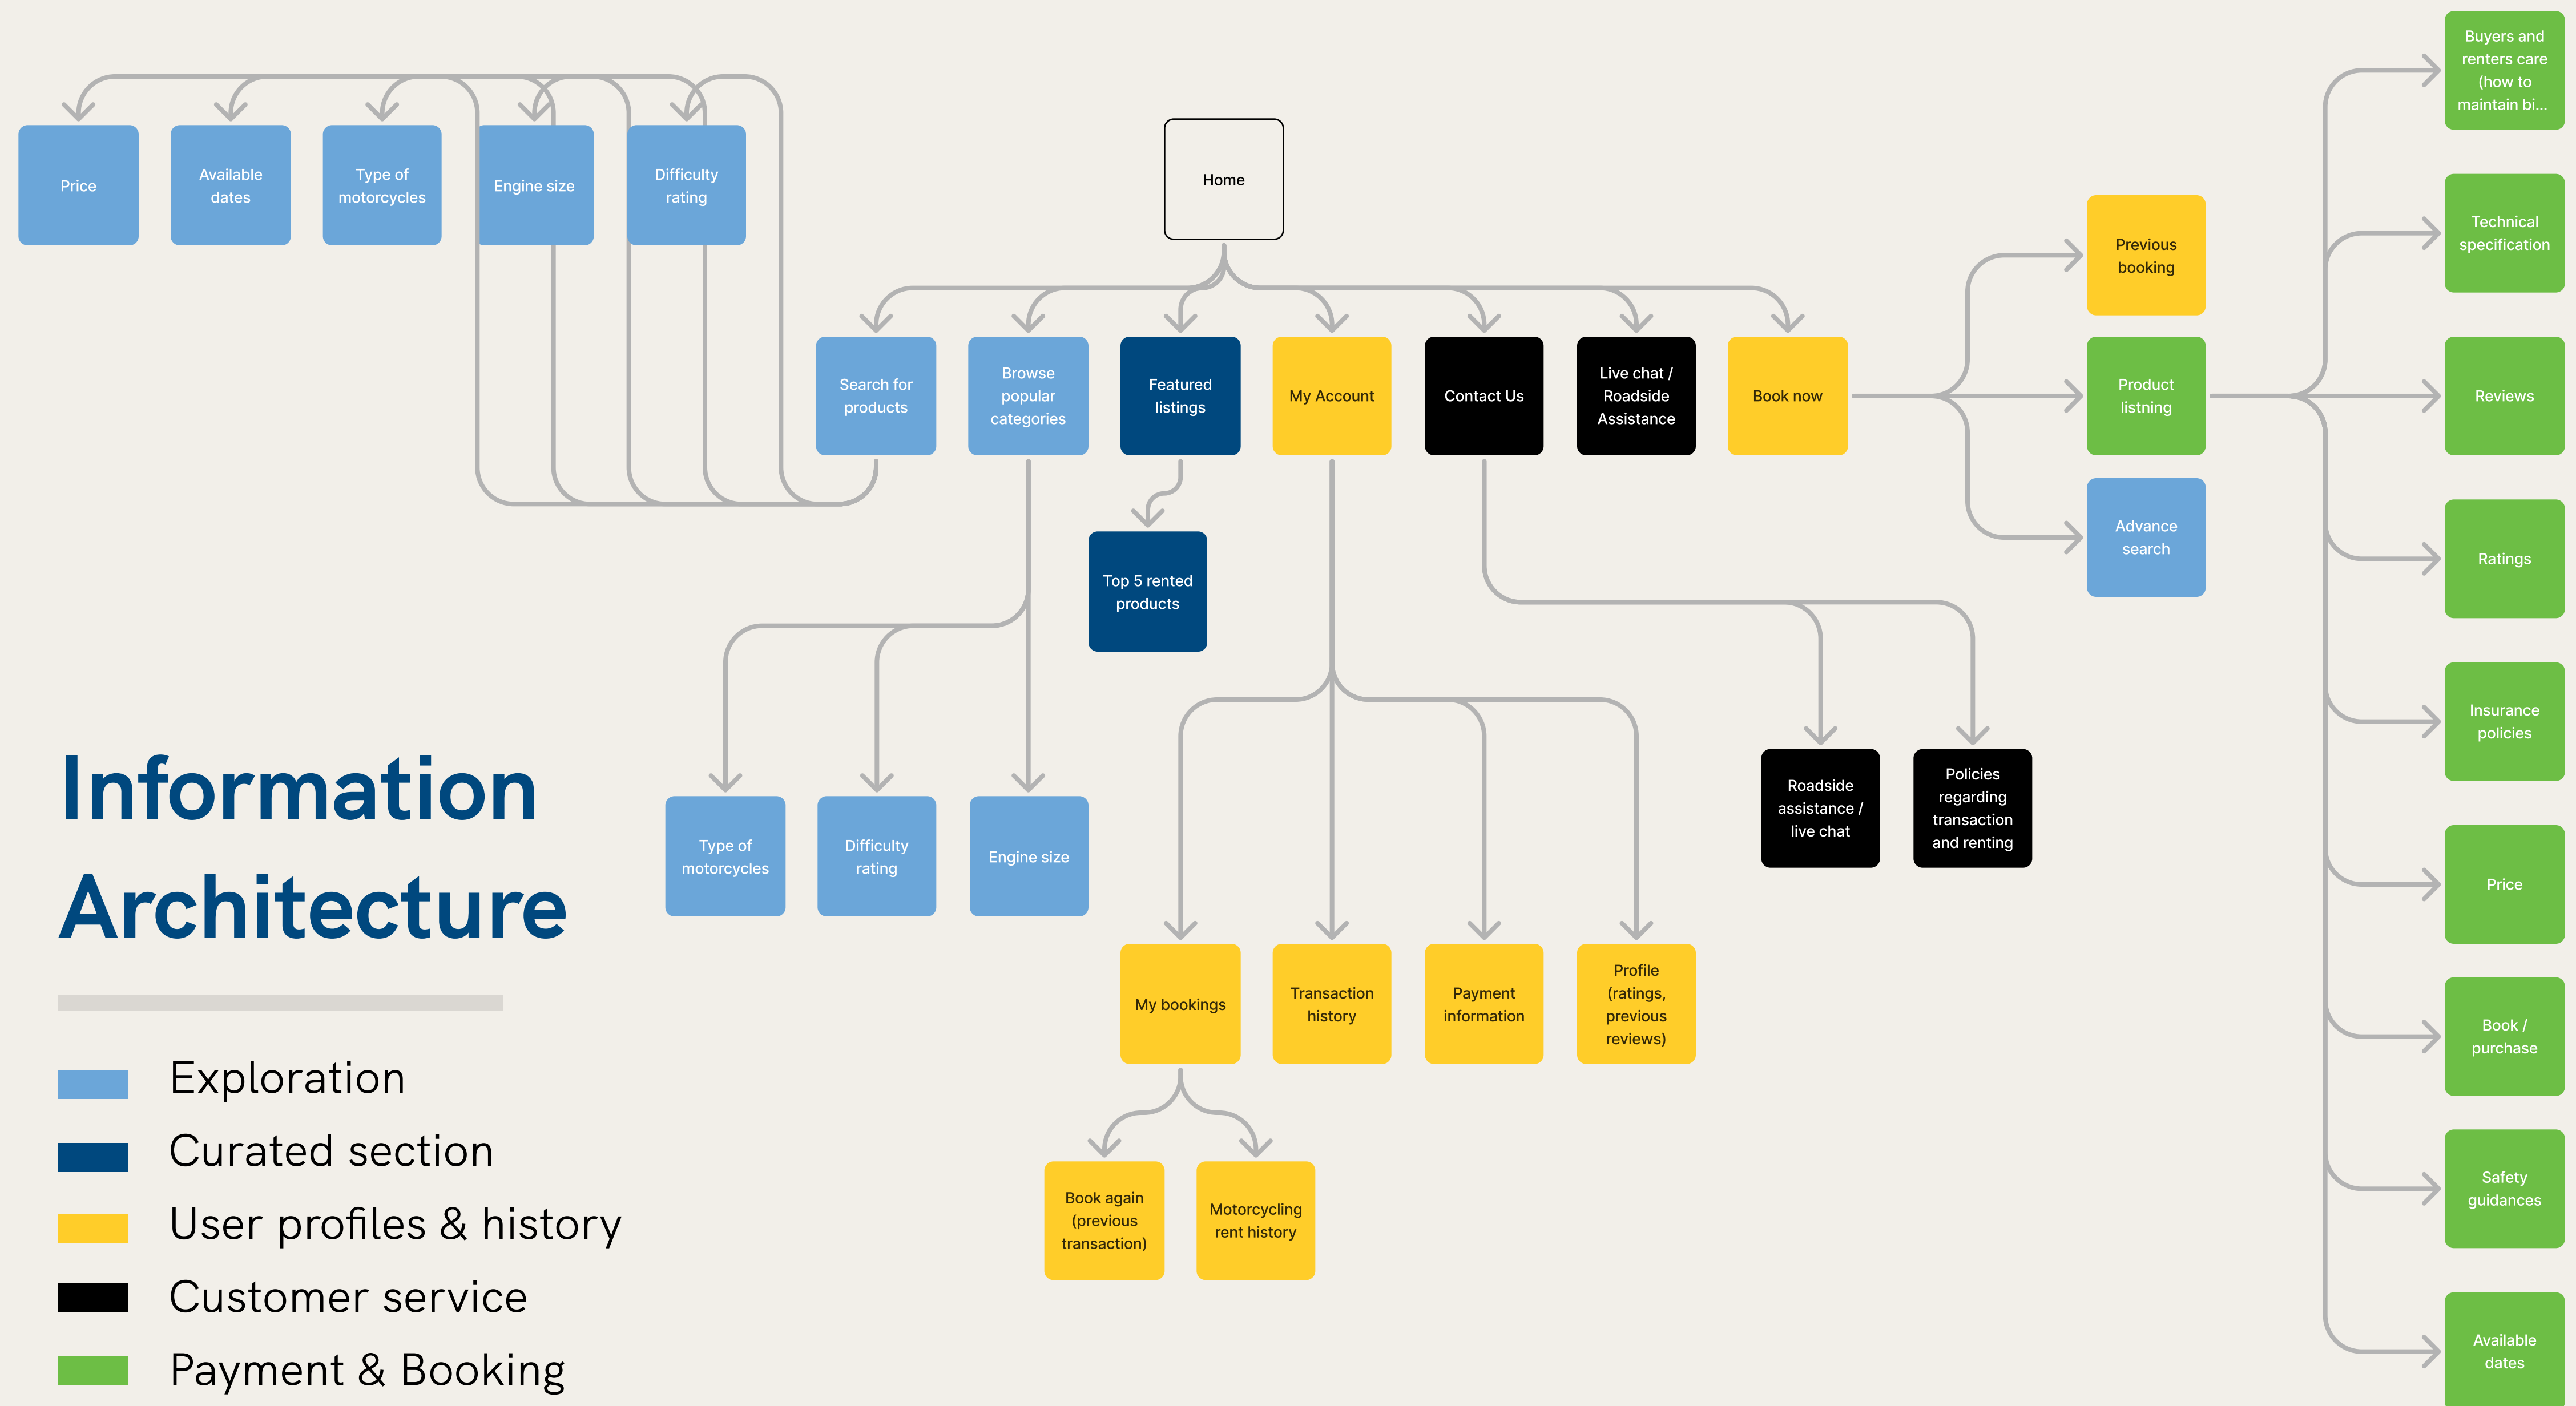 Price
Available
dates
Type of
motorcycles
Engine size
Difficulty
rating
Home
Search for
products
Browse
popular
categories
Featured
listings
My Account
Contact Us
Live chat /
Roadside
Assistance
Book now
Previous
booking
Product
listning
Advance
search
Buyers and
renters care
(how to
maintain bi...
Technical
specification
Reviews
Ratings
Insurance
policies
Price
Book /
purchase
Safety
guidances
Available
dates
Top 5 rented
products
Type of
motorcycles
Difficulty
rating
Engine size
Roadside
assistance /
live chat
Policies
regarding
transaction
and renting
My bookings
Transaction
history
Payment
information
Profile
(ratings,
previous
reviews)
Book again
(previous
transaction)
Motorcycling
rent history
Information
Architecture
Exploration
Curated section
User profiles & history
Customer service
Payment & Booking